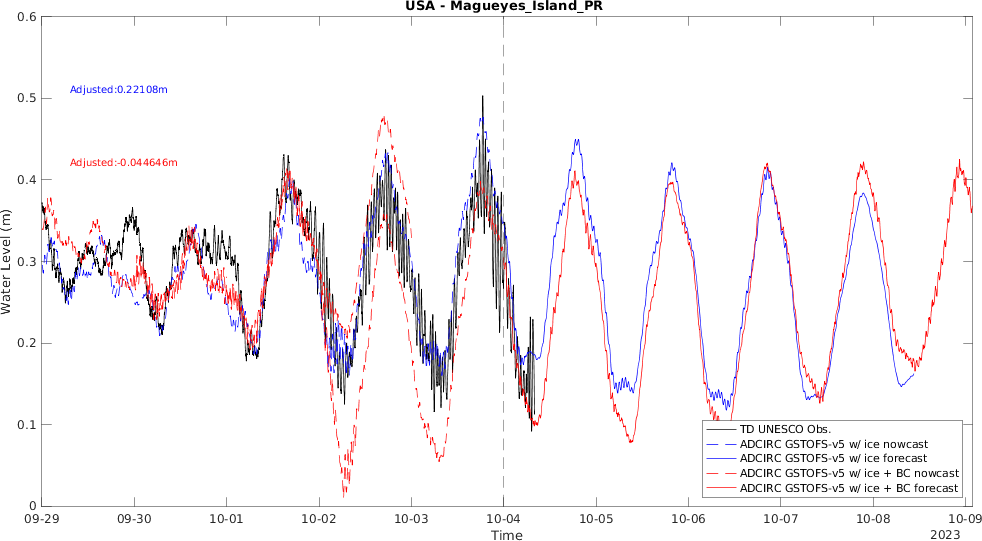 USA - Magueyes_Island_PR
0.6
0.5
0.4
0.3
0.2
0.1
0
Water Level (m)
Adjusted:0.22108m
Adjusted:-0.044646m
TD UNESCO Obs.
ADCIRC GSTOFS-v5 w/ ice nowcast
ADCIRC GSTOFS-v5 w/ ice forecast
ADCIRC GSTOFS-v5 w/ ice + BC nowcast
ADCIRC GSTOFS-v5 w/ ice + BC forecast
09-29 09-30 10-01 10-02 10-03 10-04 10-05 10-06 10-07 10-08 10-09
Time
2023